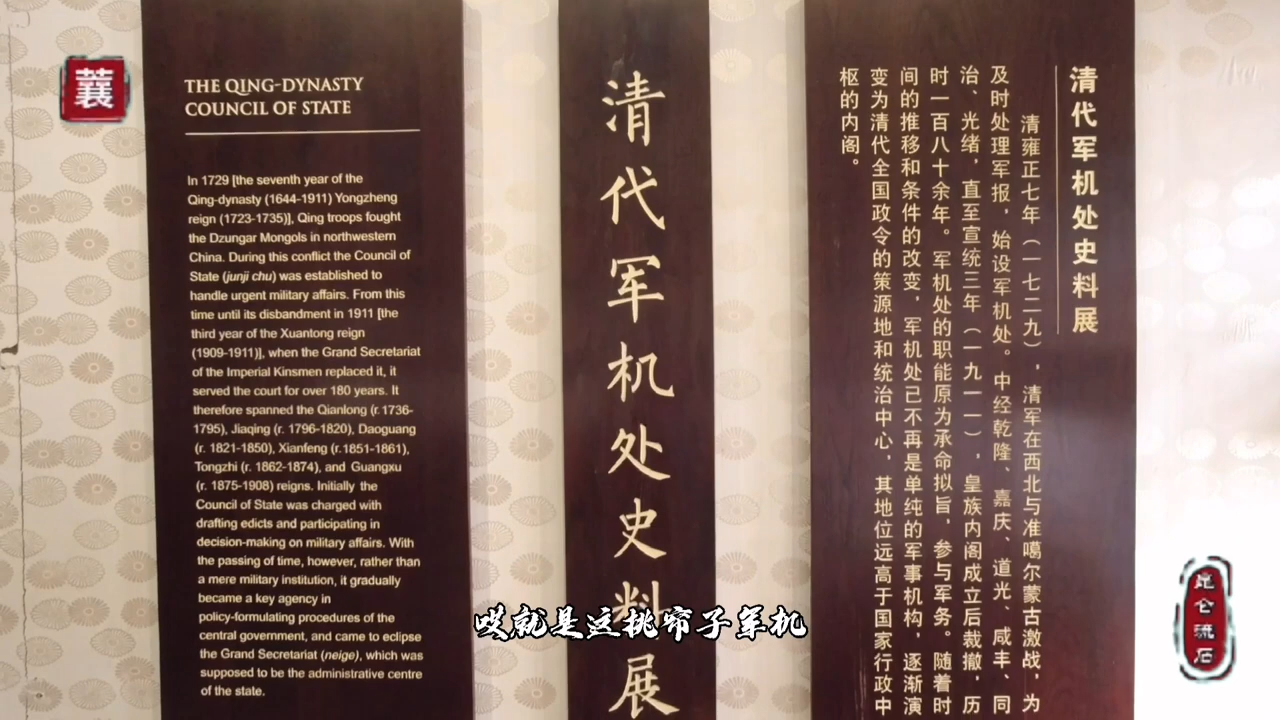 蘘
THE QING-DYNASTY
COUNCIL OF STATE
In 1729 [the seventh year of the
Qing-dynasty (1644-1911) Yongzheng
reign (1723-1735)], Qing troops fought
the Dzungar Mongols in northwestern
China. During this conflict the Council of
State (junji chu) was established to
handle urgent military affairs. From this
time until its disbandment in 1911 [the
third year of the Xuantong reign
(1909-1911)], when the Grand Secretariat
of the Imperial Kinsmen replaced it, it
served the court for over 180 years. It
therefore spanned the Qianlong (r. 1736-
1795), Jiaqing (r. 1796-1820), Daoguang
(r. 1821-1850), Xianfeng (r. 1851-1861),
Tongzhi (r. 1862-1874), and Guangxu
(r. 1875-1908) reigns. Initially the
Council of State was charged with
drafting edicts and participating in
decision-making on military affairs. With
the passing of time, however, rather than
a mere military institution, it gradually
became a key agency in
policy-formulating procedures of the
central government, and came to eclipse
the Grand Secretariat (neige), which was
supposed to be the administrative centre
of the state.
清代军机处史料展
清代军机处史料展
清雍正七年（一七二九），清军在西北与准噶尔蒙古激战，为
及时处理军报，始设军机处。中经乾隆、嘉庆、道光、咸丰、同
治、光绪，直至宣统三年（一九一一），皇族内阁成立后裁撤，历
时一百八十余年。军机处的职能原为承命拟旨，参与军务。随着时
间的推移和条件的改变，军机处已不再是单纯的军事机构，逐渐演
变为清代全国政令的策源地和统治中心，其地位远高于国家行政中
枢的内阁。
哎就是这挑帘子军机
昆仑流石